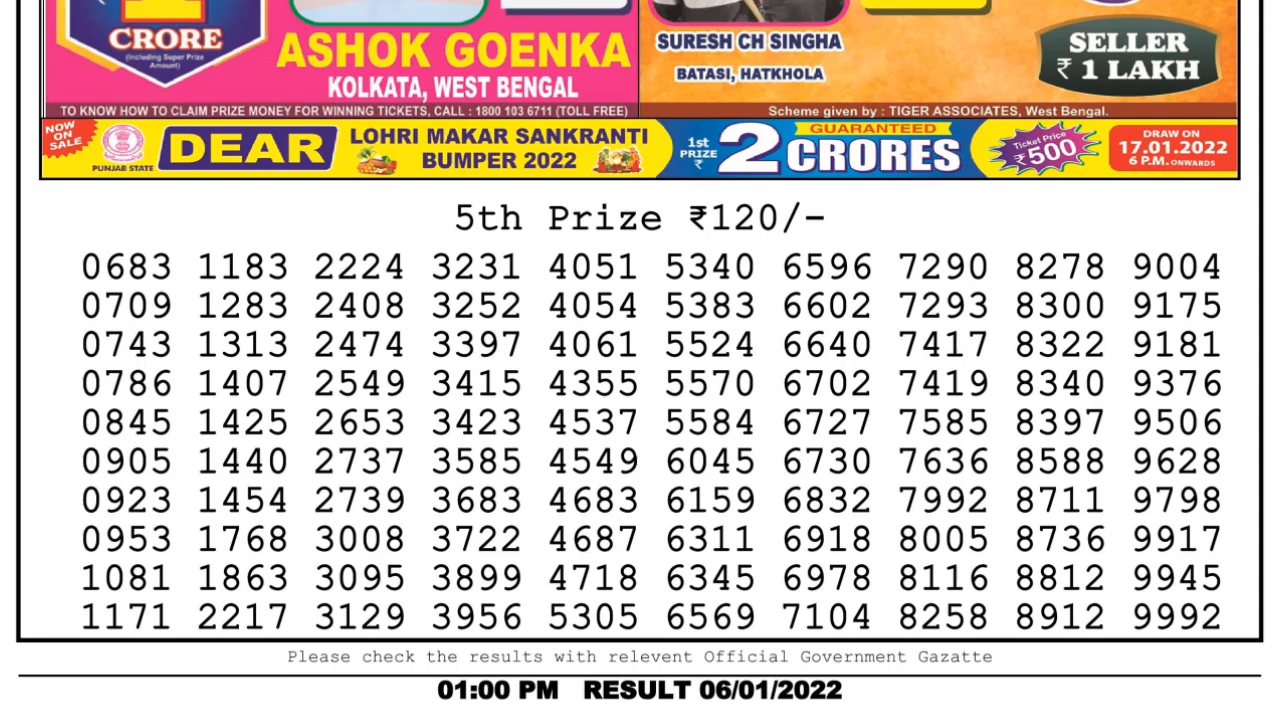 CRORE
(Including Super Prize
Amount)
ASHOK GOENKA
KOLKATA, WEST BENGAL
SURESH CH SINGHA
BATASI, HATKHOLA
SELLER
₹ 1 LAKH
TO KNOW HOW TO CLAIM PRIZE MONEY FOR WINNING TICKETS, CALL : 1800 103 6711 (TOLL FREE)
Scheme given by : TIGER ASSOCIATES, West Bengal.
NOW
ON
SALE
PUNJAB STATE
DEAR
LOHRI MAKAR SANKRANTI
BUMPER 2022
1st
PRIZE
₹
2
GUARANTEED
CRORES
Ticket Price
₹500
DRAW ON
17.01.2022
6 P.M. ONWARDS
5th Prize ₹120/-
0683 1183 2224 3231 4051 5340 6596 7290 8278 9004
0709 1283 2408 3252 4054 5383 6602 7293 8300 9175
0743 1313 2474 3397 4061 5524 6640 7417 8322 9181
0786 1407 2549 3415 4355 5570 6702 7419 8340 9376
0845 1425 2653 3423 4537 5584 6727 7585 8397 9506
0905 1440 2737 3585 4549 6045 6730 7636 8588 9628
0923 1454 2739 3683 4683 6159 6832 7992 8711 9798
0953 1768 3008 3722 4687 6311 6918 8005 8736 9917
1081 1863 3095 3899 4718 6345 6978 8116 8812 9945
1171 2217 3129 3956 5305 6569 7104 8258 8912 9992
Please check the results with relevent Official Government Gazatte
01:00 PM RESULT 06/01/2022